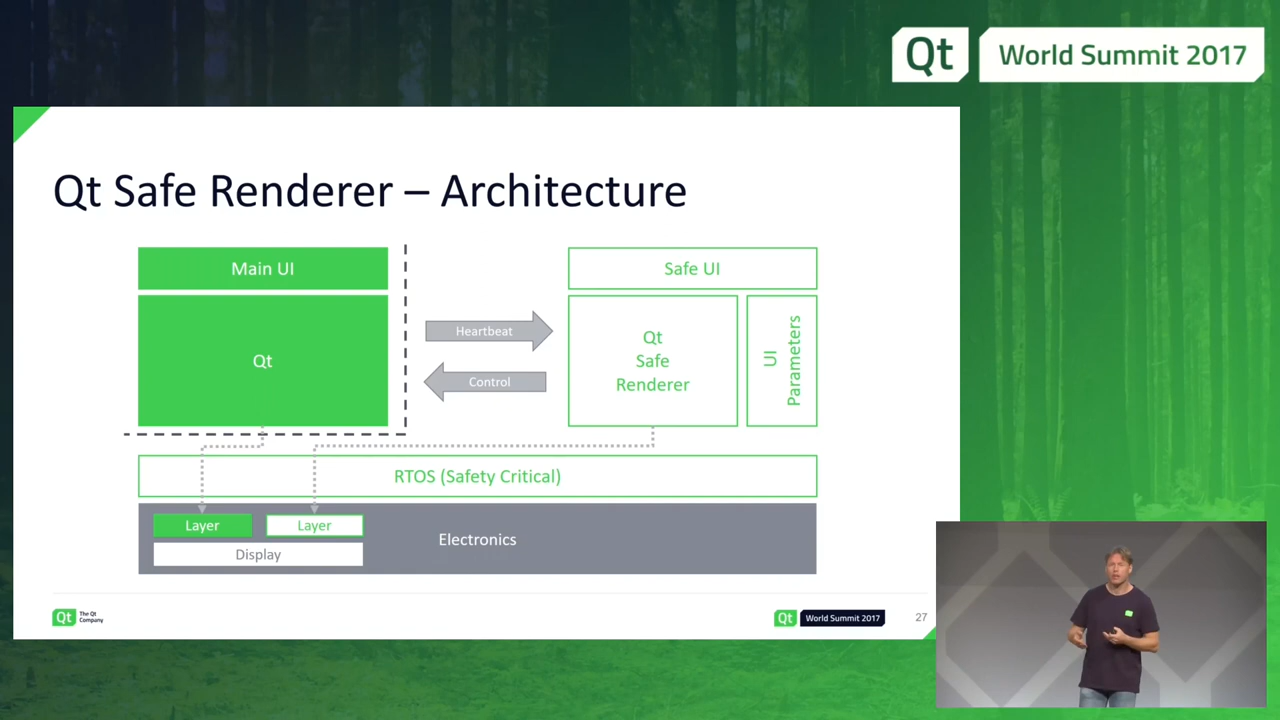 Qt World Summit 2017
Qt Safe Renderer – Architecture
Main UI
Safe UI
Qt
Heartbeat
Control
Qt
Safe
Renderer
UI
Parameters
RTOS (Safety Critical)
Layer
Layer
Display
Electronics
Qt
The Qt
Company
Qt World Summit 2017
27